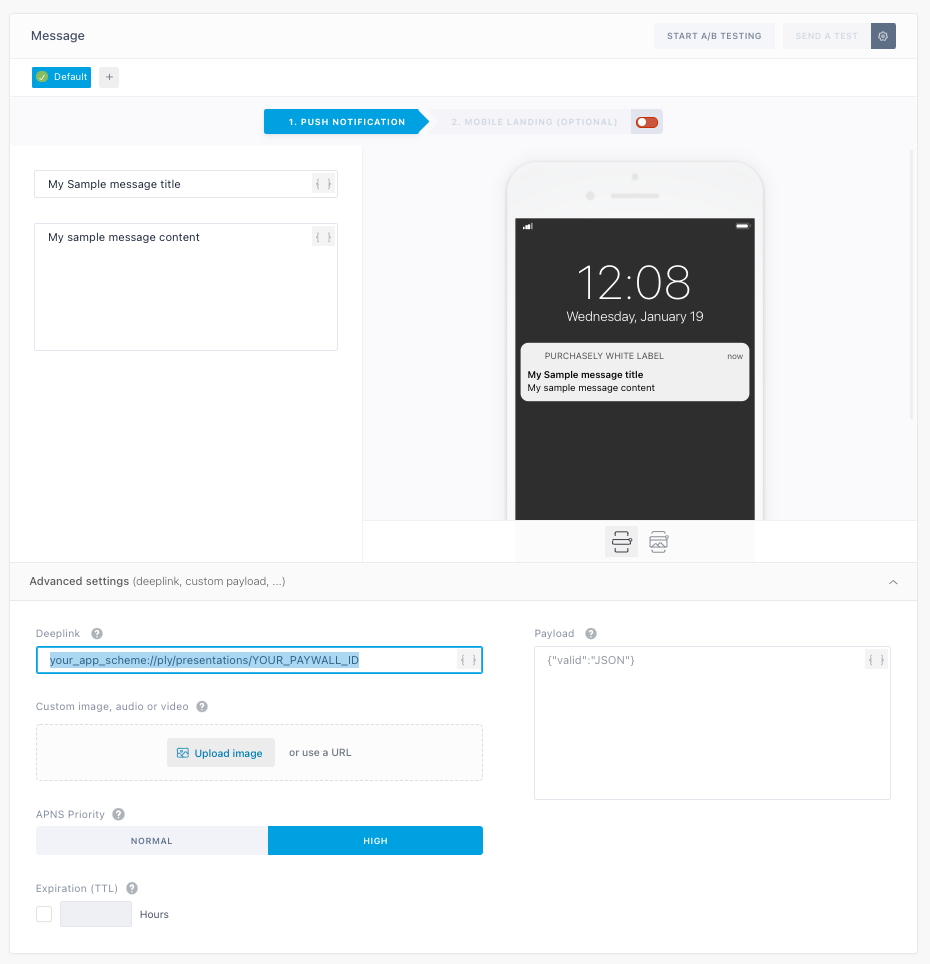 Message
START A/B TESTING
SEND A TEST
Default
+
1. PUSH NOTIFICATION
2. MOBILE LANDING (OPTIONAL)
My Sample message title
{ }
My sample message content
{ }
12:08
Wednesday, January 19
PURCHASELY WHITE LABEL
now
My Sample message title
My sample message content
Advanced settings (deeplink, custom payload, ...)
Deeplink ?
your_app_scheme://ply/presentations/YOUR_PAYWALL_ID
{ }
Payload ?
{"valid":"JSON"}
{ }
Custom image, audio or video ?
Upload image
or use a URL
APNS Priority ?
NORMAL
HIGH
Expiration (TTL) ?
Hours